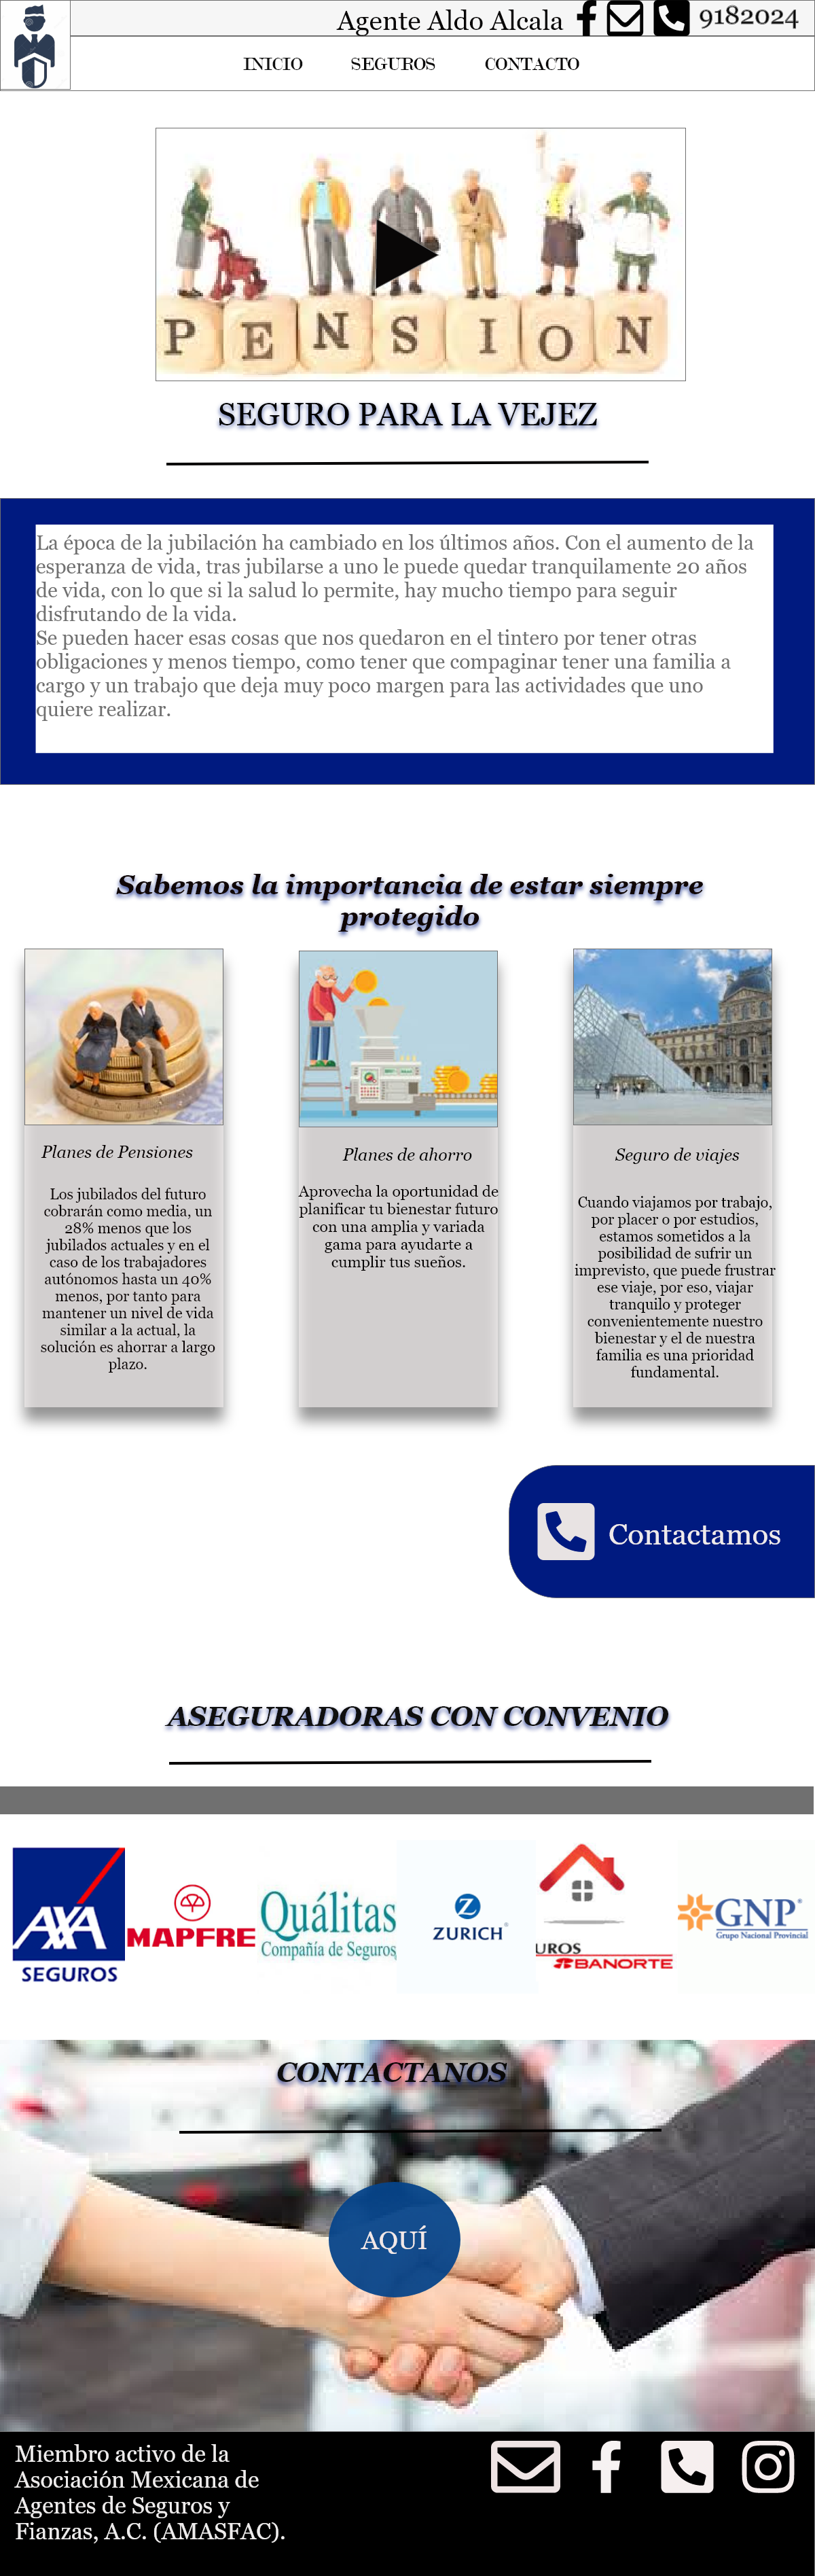 Agente Aldo Alcala
9182024
INICIO
SEGUROS
CONTACTO
PENSION
SEGURO PARA LA VEJEZ
La época de la jubilación ha cambiado en los últimos años. Con el aumento de la
esperanza de vida, tras jubilarse a uno le puede quedar tranquilamente 20 años
de vida, con lo que si la salud lo permite, hay mucho tiempo para seguir
disfrutando de la vida.
Se pueden hacer esas cosas que nos quedaron en el tintero por tener otras
obligaciones y menos tiempo, como tener que compaginar tener una familia a
cargo y un trabajo que deja muy poco margen para las actividades que uno
quiere realizar.
Sabemos la importancia de estar siempre
protegido
Planes de Pensiones
Los jubilados del futuro
cobrarán como media, un
28% menos que los
jubilados actuales y en el
caso de los trabajadores
autónomos hasta un 40%
menos, por tanto para
mantener un nivel de vida
similar a la actual, la
solución es ahorrar a largo
plazo.
Planes de ahorro
Aprovecha la oportunidad de
planificar tu bienestar futuro
con una amplia y variada
gama para ayudarte a
cumplir tus sueños.
Seguro de viajes
Cuando viajamos por trabajo,
por placer o por estudios,
estamos sometidos a la
posibilidad de sufrir un
imprevisto, que puede frustrar
ese viaje, por eso, viajar
tranquilo y proteger
convenientemente nuestro
bienestar y el de nuestra
familia es una prioridad
fundamental.
Contactamos
ASEGURADORAS CON CONVENIO
AXA
SEGUROS
MAPFRE
Quálitas
Compañía de Seguros
Z
ZURICH
UROS
BANORTE
GNP
Grupo Nacional Provincial
CONTACTANOS
AQUÍ
Miembro activo de la
Asociación Mexicana de
Agentes de Seguros y
Fianzas, A.C. (AMASFAC).